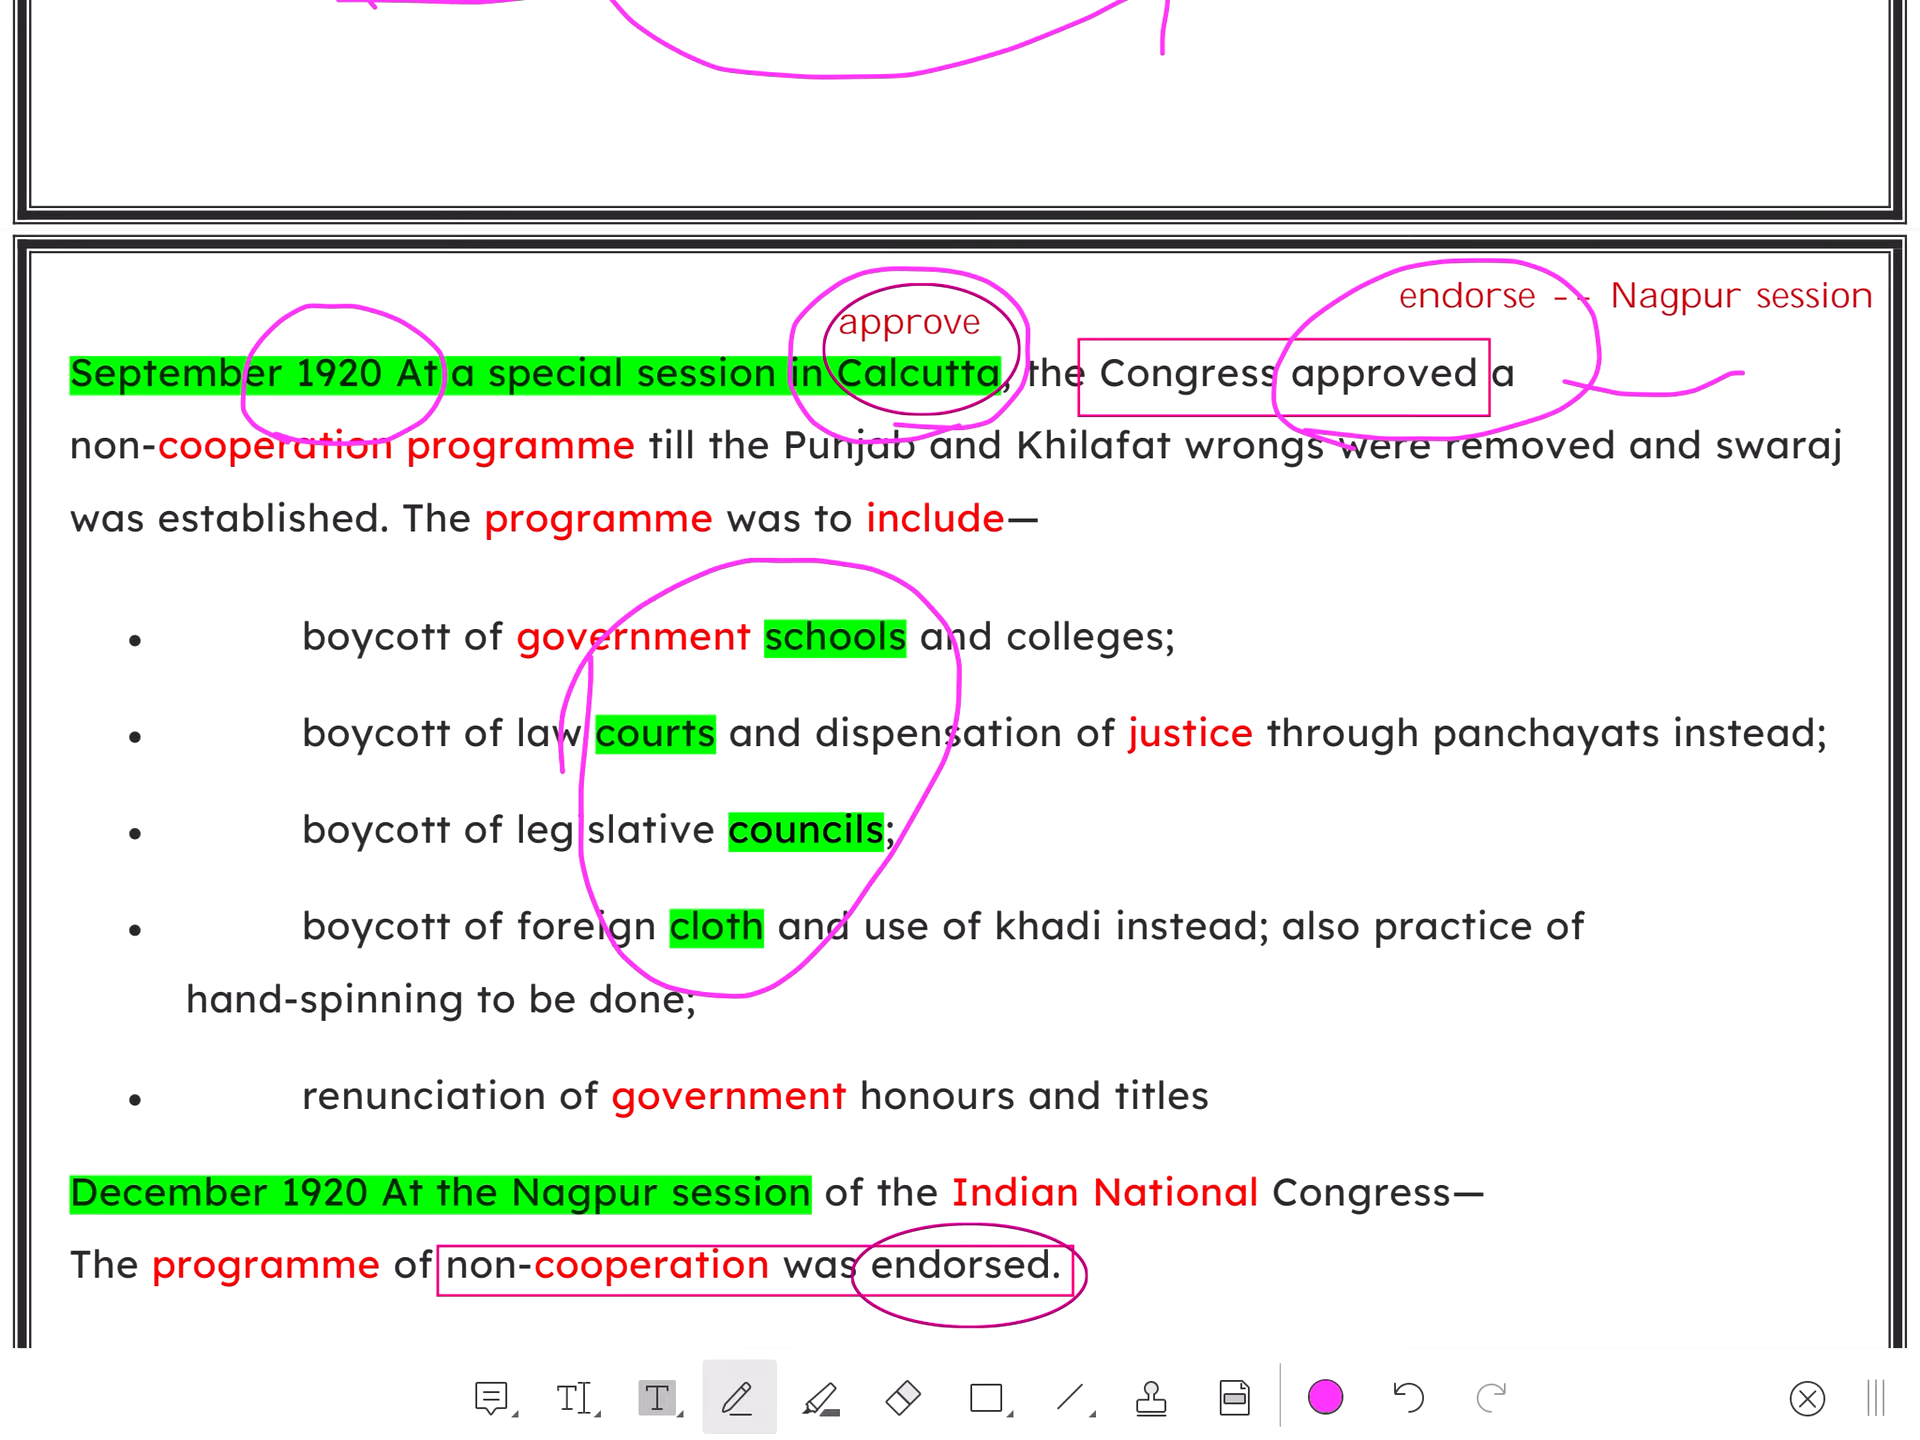 endorse -- Nagpur session
approve
September 1920 At a special session in Calcutta, the Congress approved a
non-cooperation programme till the Punjab and Khilafat wrongs were removed and swaraj
was established. The programme was to include—
• boycott of government schools and colleges;
• boycott of law courts and dispensation of justice through panchayats instead;
• boycott of legislative councils;
• boycott of foreign cloth and use of khadi instead; also practice of
hand-spinning to be done;
• renunciation of government honours and titles
December 1920 At the Nagpur session of the Indian National Congress—
The programme of non-cooperation was endorsed.